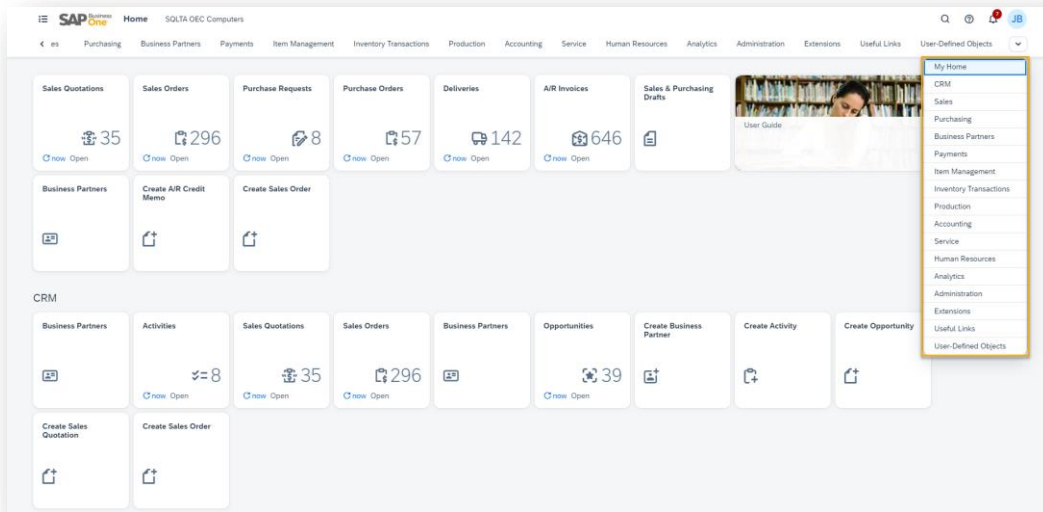 SAP Business One Home SQLTA OEC Computers 7 JB
es Purchasing Business Partners Payments Item Management Inventory Transactions Production Accounting Service Human Resources Analytics Administration Extensions Useful Links User-Defined Objects
My Home
CRM
Sales
Purchasing
Business Partners
Payments
Item Management
Inventory Transactions
Production
Accounting
Service
Human Resources
Analytics
Administration
Extensions
Useful Links
User-Defined Objects
Sales Quotations
35
now Open
Sales Orders
296
now Open
Purchase Requests
8
now Open
Purchase Orders
57
now Open
Deliveries
142
now Open
A/R Invoices
646
now Open
Sales & Purchasing
Drafts
User Guide
Business Partners
Create A/R Credit
Memo
Create Sales Order
CRM
Business Partners
Activities
8
now Open
Sales Quotations
35
now Open
Sales Orders
296
now Open
Business Partners
Opportunities
39
now Open
Create Business
Partner
Create Activity
Create Opportunity
Create Sales
Quotation
Create Sales Order